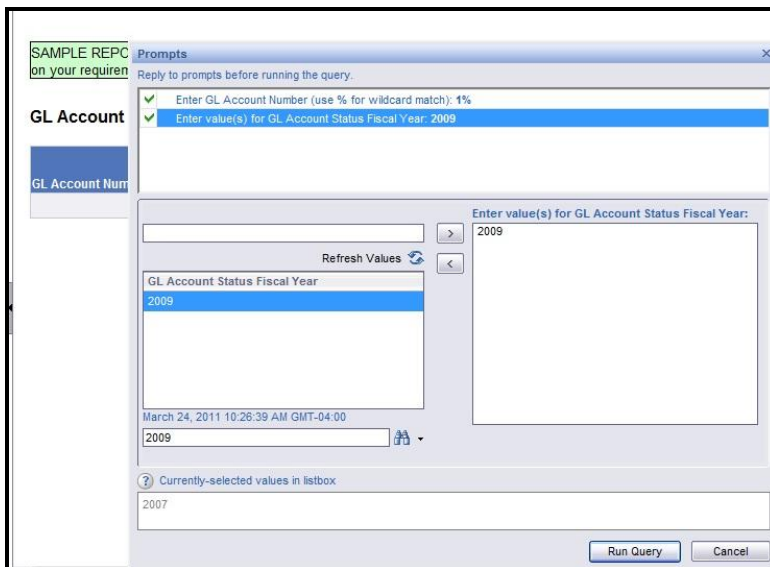 SAMPLE REPO
on your requiren
GL Account
GL Account Num
Prompts
Reply to prompts before running the query.
Enter GL Account Number (use % for wildcard match): 1%
Enter value(s) for GL Account Status Fiscal Year: 2009
Refresh Values
GL Account Status Fiscal Year
2009
March 24, 2011 10:26:39 AM GMT-04:00
2009
>
<
Enter value(s) for GL Account Status Fiscal Year:
2009
? Currently-selected values in listbox
2007
Run Query Cancel